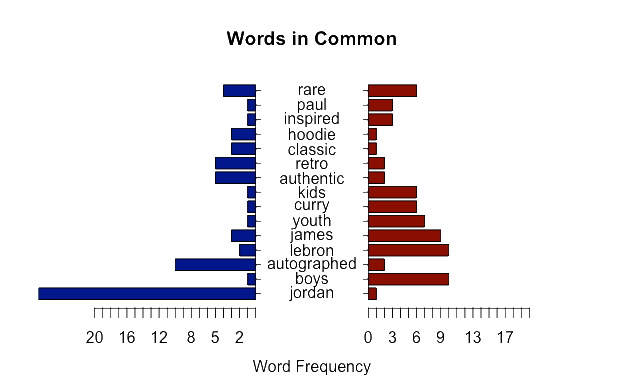 Words in Common
rare
paul
inspired
hoodie
classic
retro
authentic
kids
curry
youth
james
lebron
autographed
boys
jordan
20 16 12 8 5 2 0 3 6 9 13 17
Word Frequency